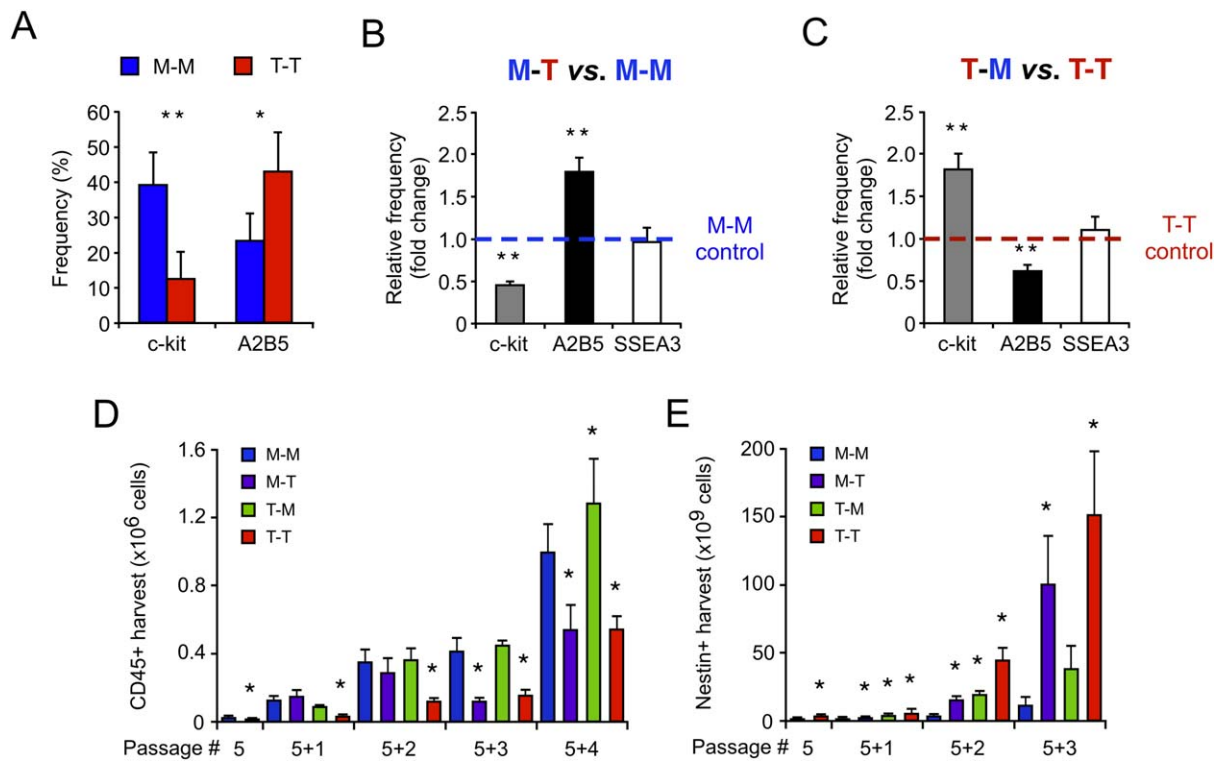 A
M-M
T-T
Frequency (%)
60
50
40
30
20
10
0
**
*
c-kit
A2B5
B
M-T vs. M-M
Relative frequency
(fold change)
2.5
2.0
1.5
1.0
0.5
0
**
**
c-kit
A2B5
SSEA3
M-M
control
C
T-M vs. T-T
Relative frequency
(fold change)
2.5
2.0
1.5
1.0
0.5
0
**
**
c-kit
A2B5
SSEA3
T-T
control
D
CD45+ harvest (x10⁶ cells)
1.6
1.2
0.8
0.4
0
M-M
M-T
T-M
T-T
*
*
*
*
*
*
*
*
Passage # 5 5+1 5+2 5+3 5+4
E
Nestin+ harvest (x10⁹ cells)
200
150
100
50
0
M-M
M-T
T-M
T-T
*
*
*
*
*
*
*
*
*
Passage # 5 5+1 5+2 5+3